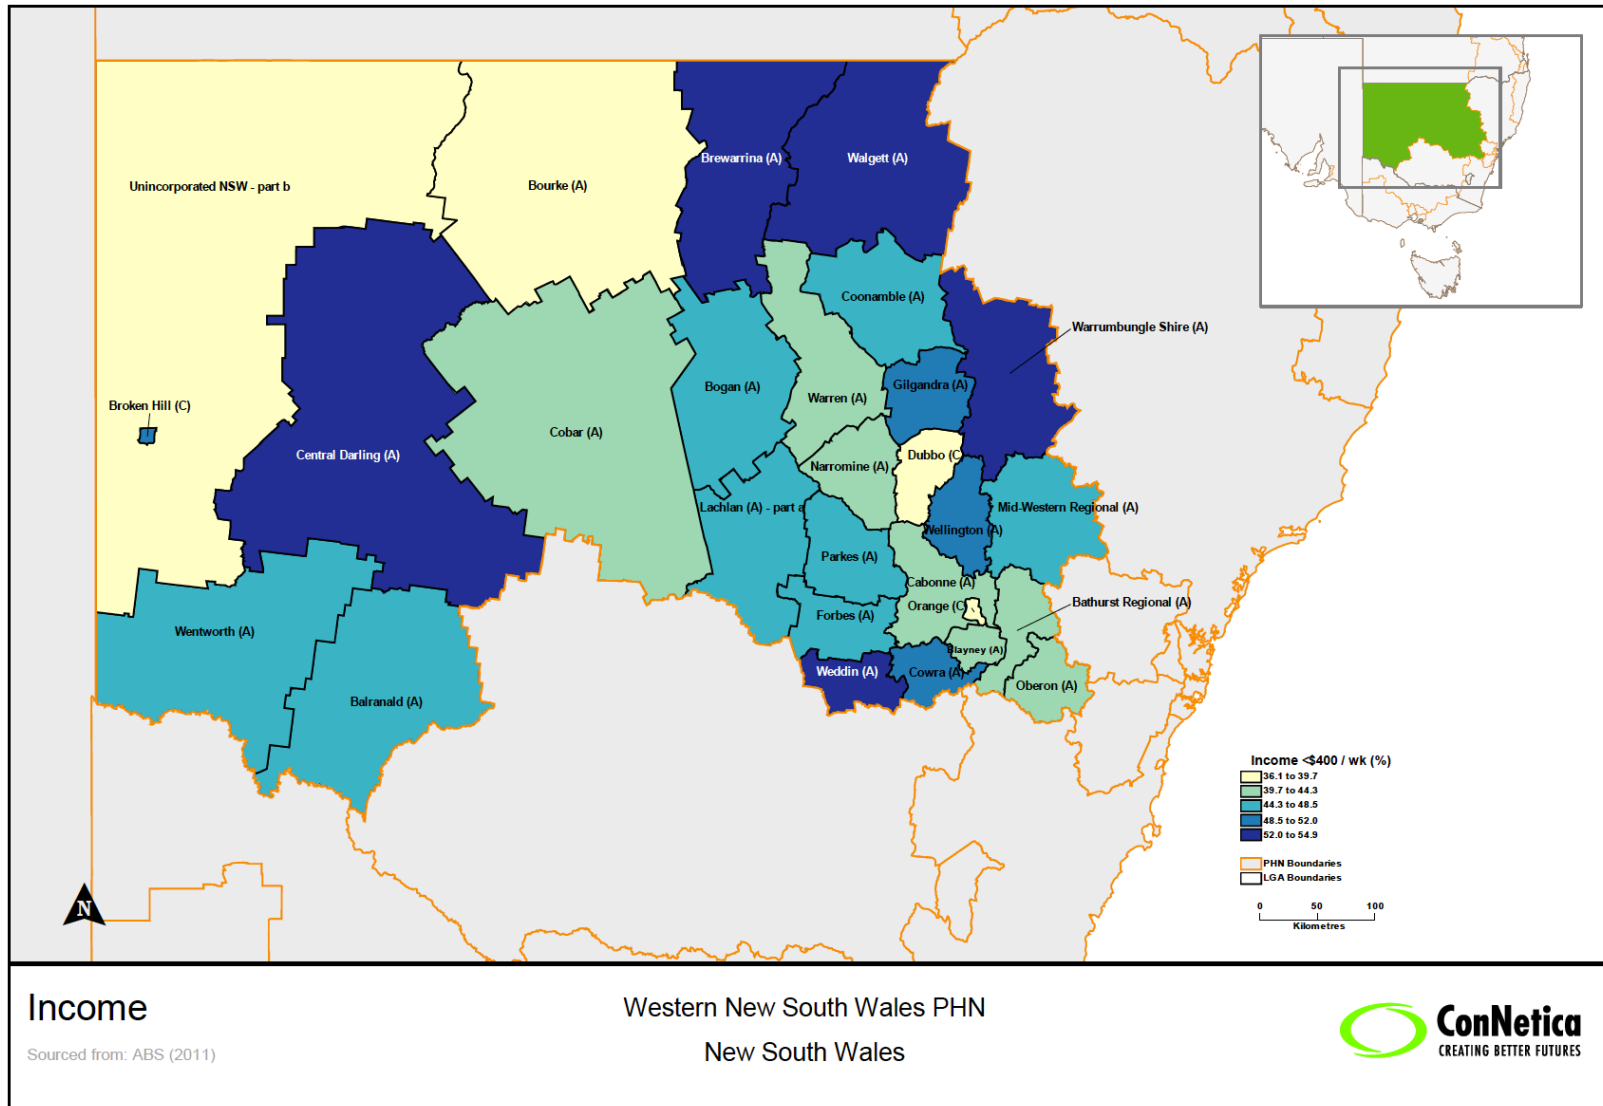 Unincorporated NSW - part b
Bourke (A)
Brewarrina (A)
Walgett (A)
Coonamble (A)
Warrumbungle Shire (A)
Broken Hill (C)
Central Darling (A)
Cobar (A)
Bogan (A)
Warren (A)
Gilgandra (A)
Narromine (A)
Dubbo (C
Lachlan (A) - part a
Mid-Western Regional (A)
Wellington (A)
Parkes (A)
Cabonne (A)
Orange (C)
Bathurst Regional (A)
Forbes (A)
Wentworth (A)
Blayney (A)
Weddin (A)
Cowra (A)
Oberon (A)
Balranald (A)
Income <$400 / wk (%)
36.1 to 39.7
39.7 to 44.3
44.3 to 48.5
48.5 to 52.0
52.0 to 54.9
PHN Boundaries
LGA Boundaries
0 50 100
Kilometres
N
Income
Sourced from: ABS (2011)
Western New South Wales PHN
New South Wales
ConNetica
CREATING BETTER FUTURES